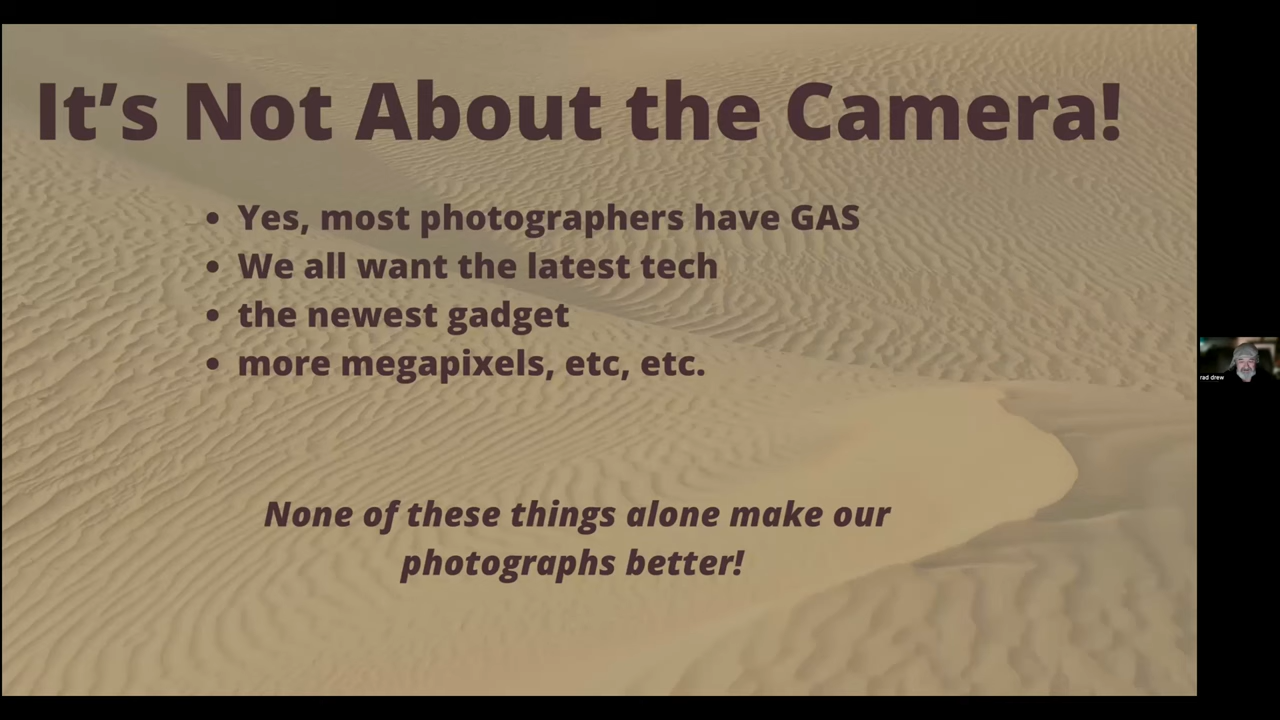 It’s Not About the Camera!
• Yes, most photographers have GAS
• We all want the latest tech
• the newest gadget
• more megapixels, etc, etc.
rad drew
None of these things alone make our
photographs better!